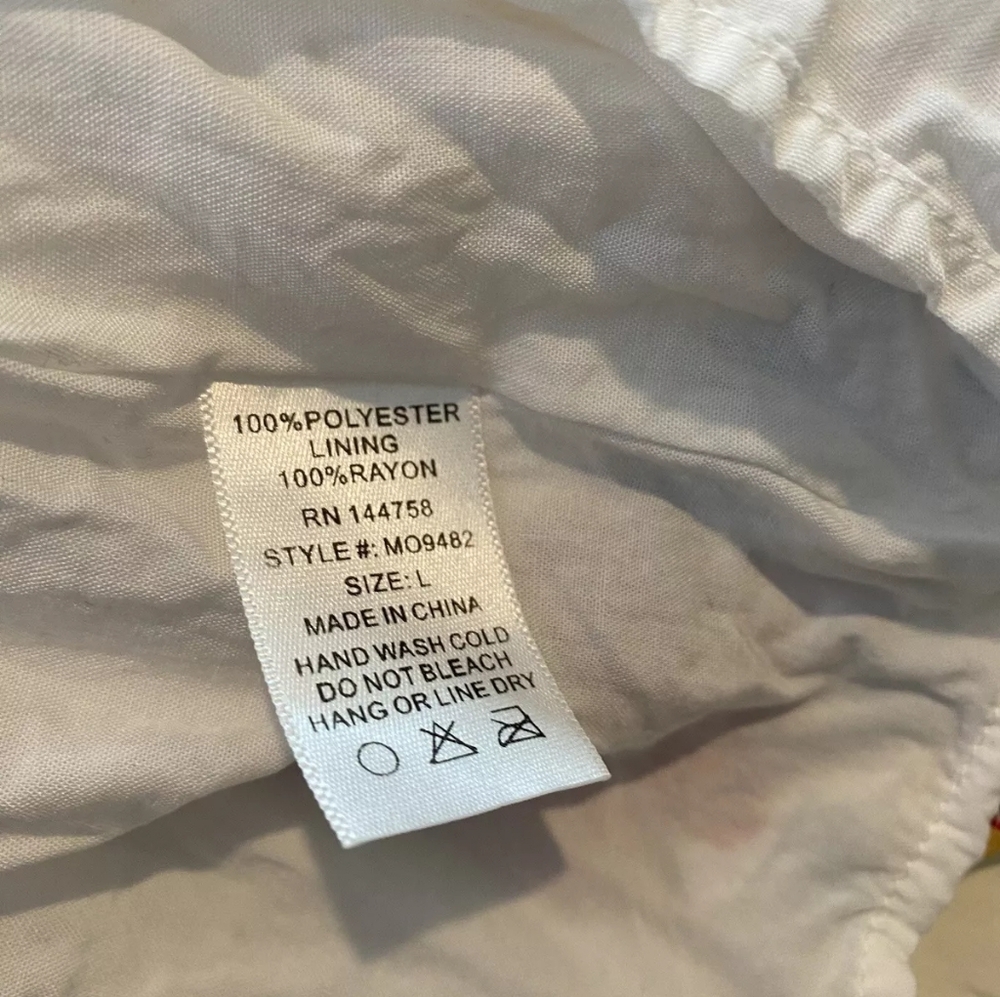 100%POLYESTER
LINING
100%RAYON
RN 144758
STYLE#: MO9482
SIZE: L
MADE IN CHINA
HAND WASH COLD
DO NOT BLEACH
HANG OR LINE DRY